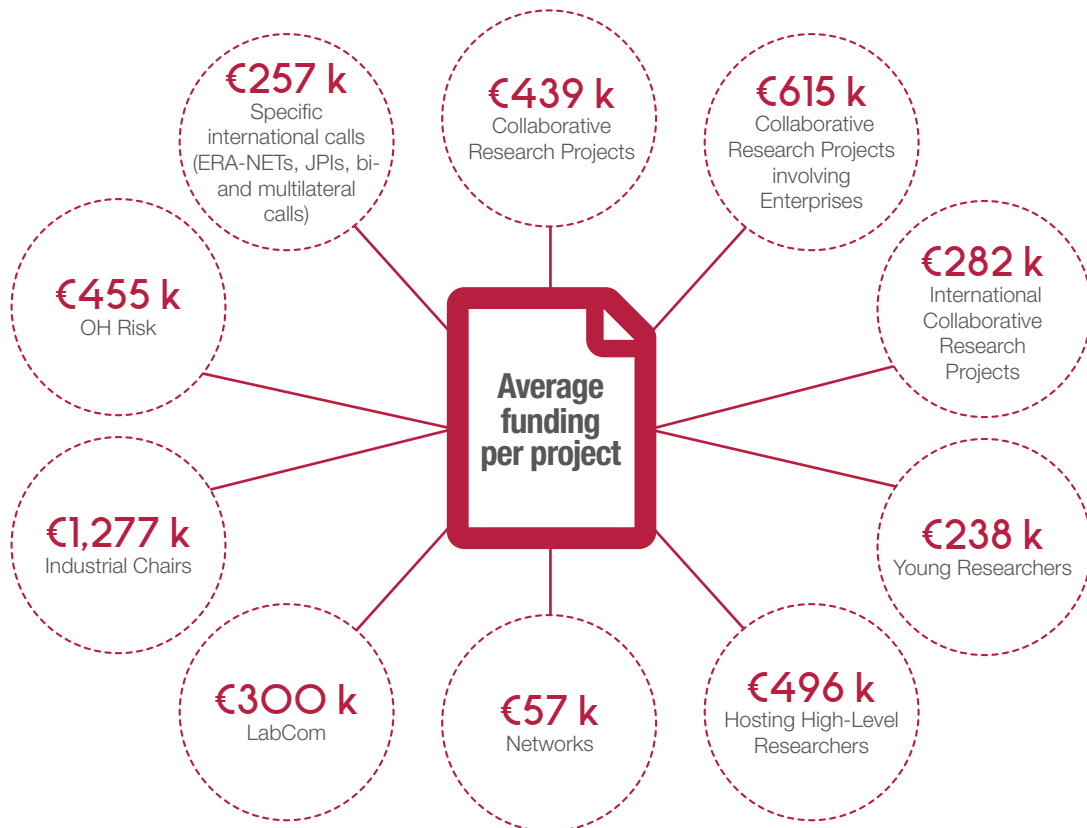 €257 k
Specific
international calls
(ERA-NETs, JPIs, bi-
and multilateral
calls)
€439 k
Collaborative
Research Projects
€615 k
Collaborative
Research Projects
involving
Enterprises
€455 k
OH Risk
€282 k
International
Collaborative
Research
Projects
Average
funding
per project
€1,277 k
Industrial Chairs
€238 k
Young Researchers
€300 k
LabCom
€57 k
Networks
€496 k
Hosting High-Level
Researchers